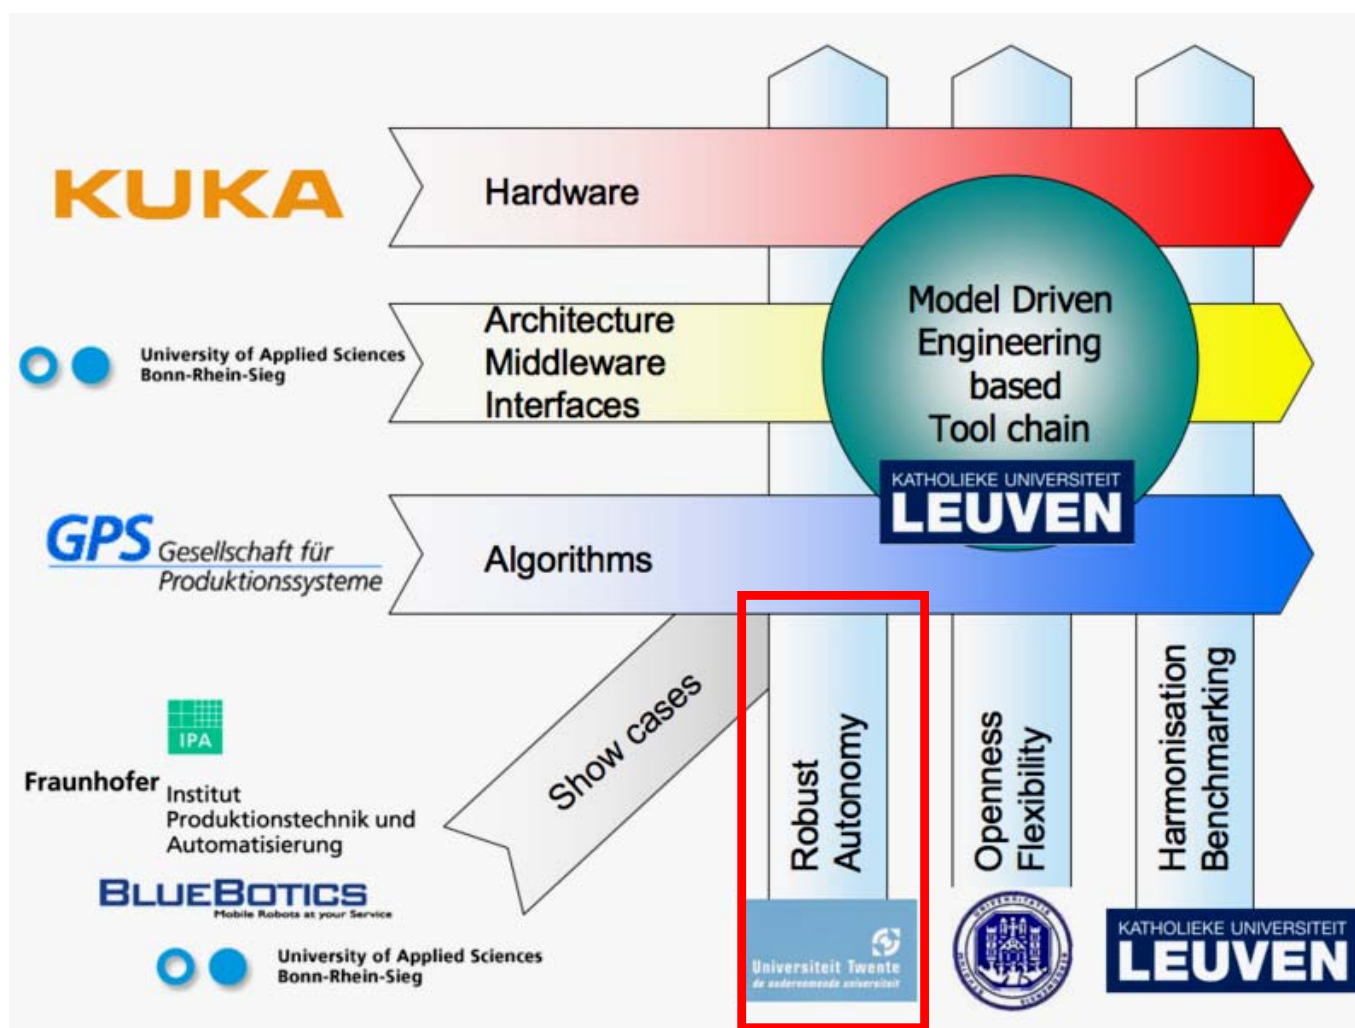 KUKA
Hardware
Architecture
Middleware
Interfaces
University of Applied Sciences
Bonn-Rhein-Sieg
Model Driven
Engineering
based
Tool chain
KATHOLIEKE UNIVERSITEIT
LEUVEN
GPS Gesellschaft für
Produktionssysteme
Algorithms
Show cases
Robust
Autonomy
Openness
Flexibility
Harmonisation
Benchmarking
IPA
Fraunhofer Institut
Produktionstechnik und
Automatisierung
BLUEBOTICS
Mobile Robots at your Service
University of Applied Sciences
Bonn-Rhein-Sieg
Universiteit Twente
de ondernemende universiteit
KATHOLIEKE UNIVERSITEIT
LEUVEN